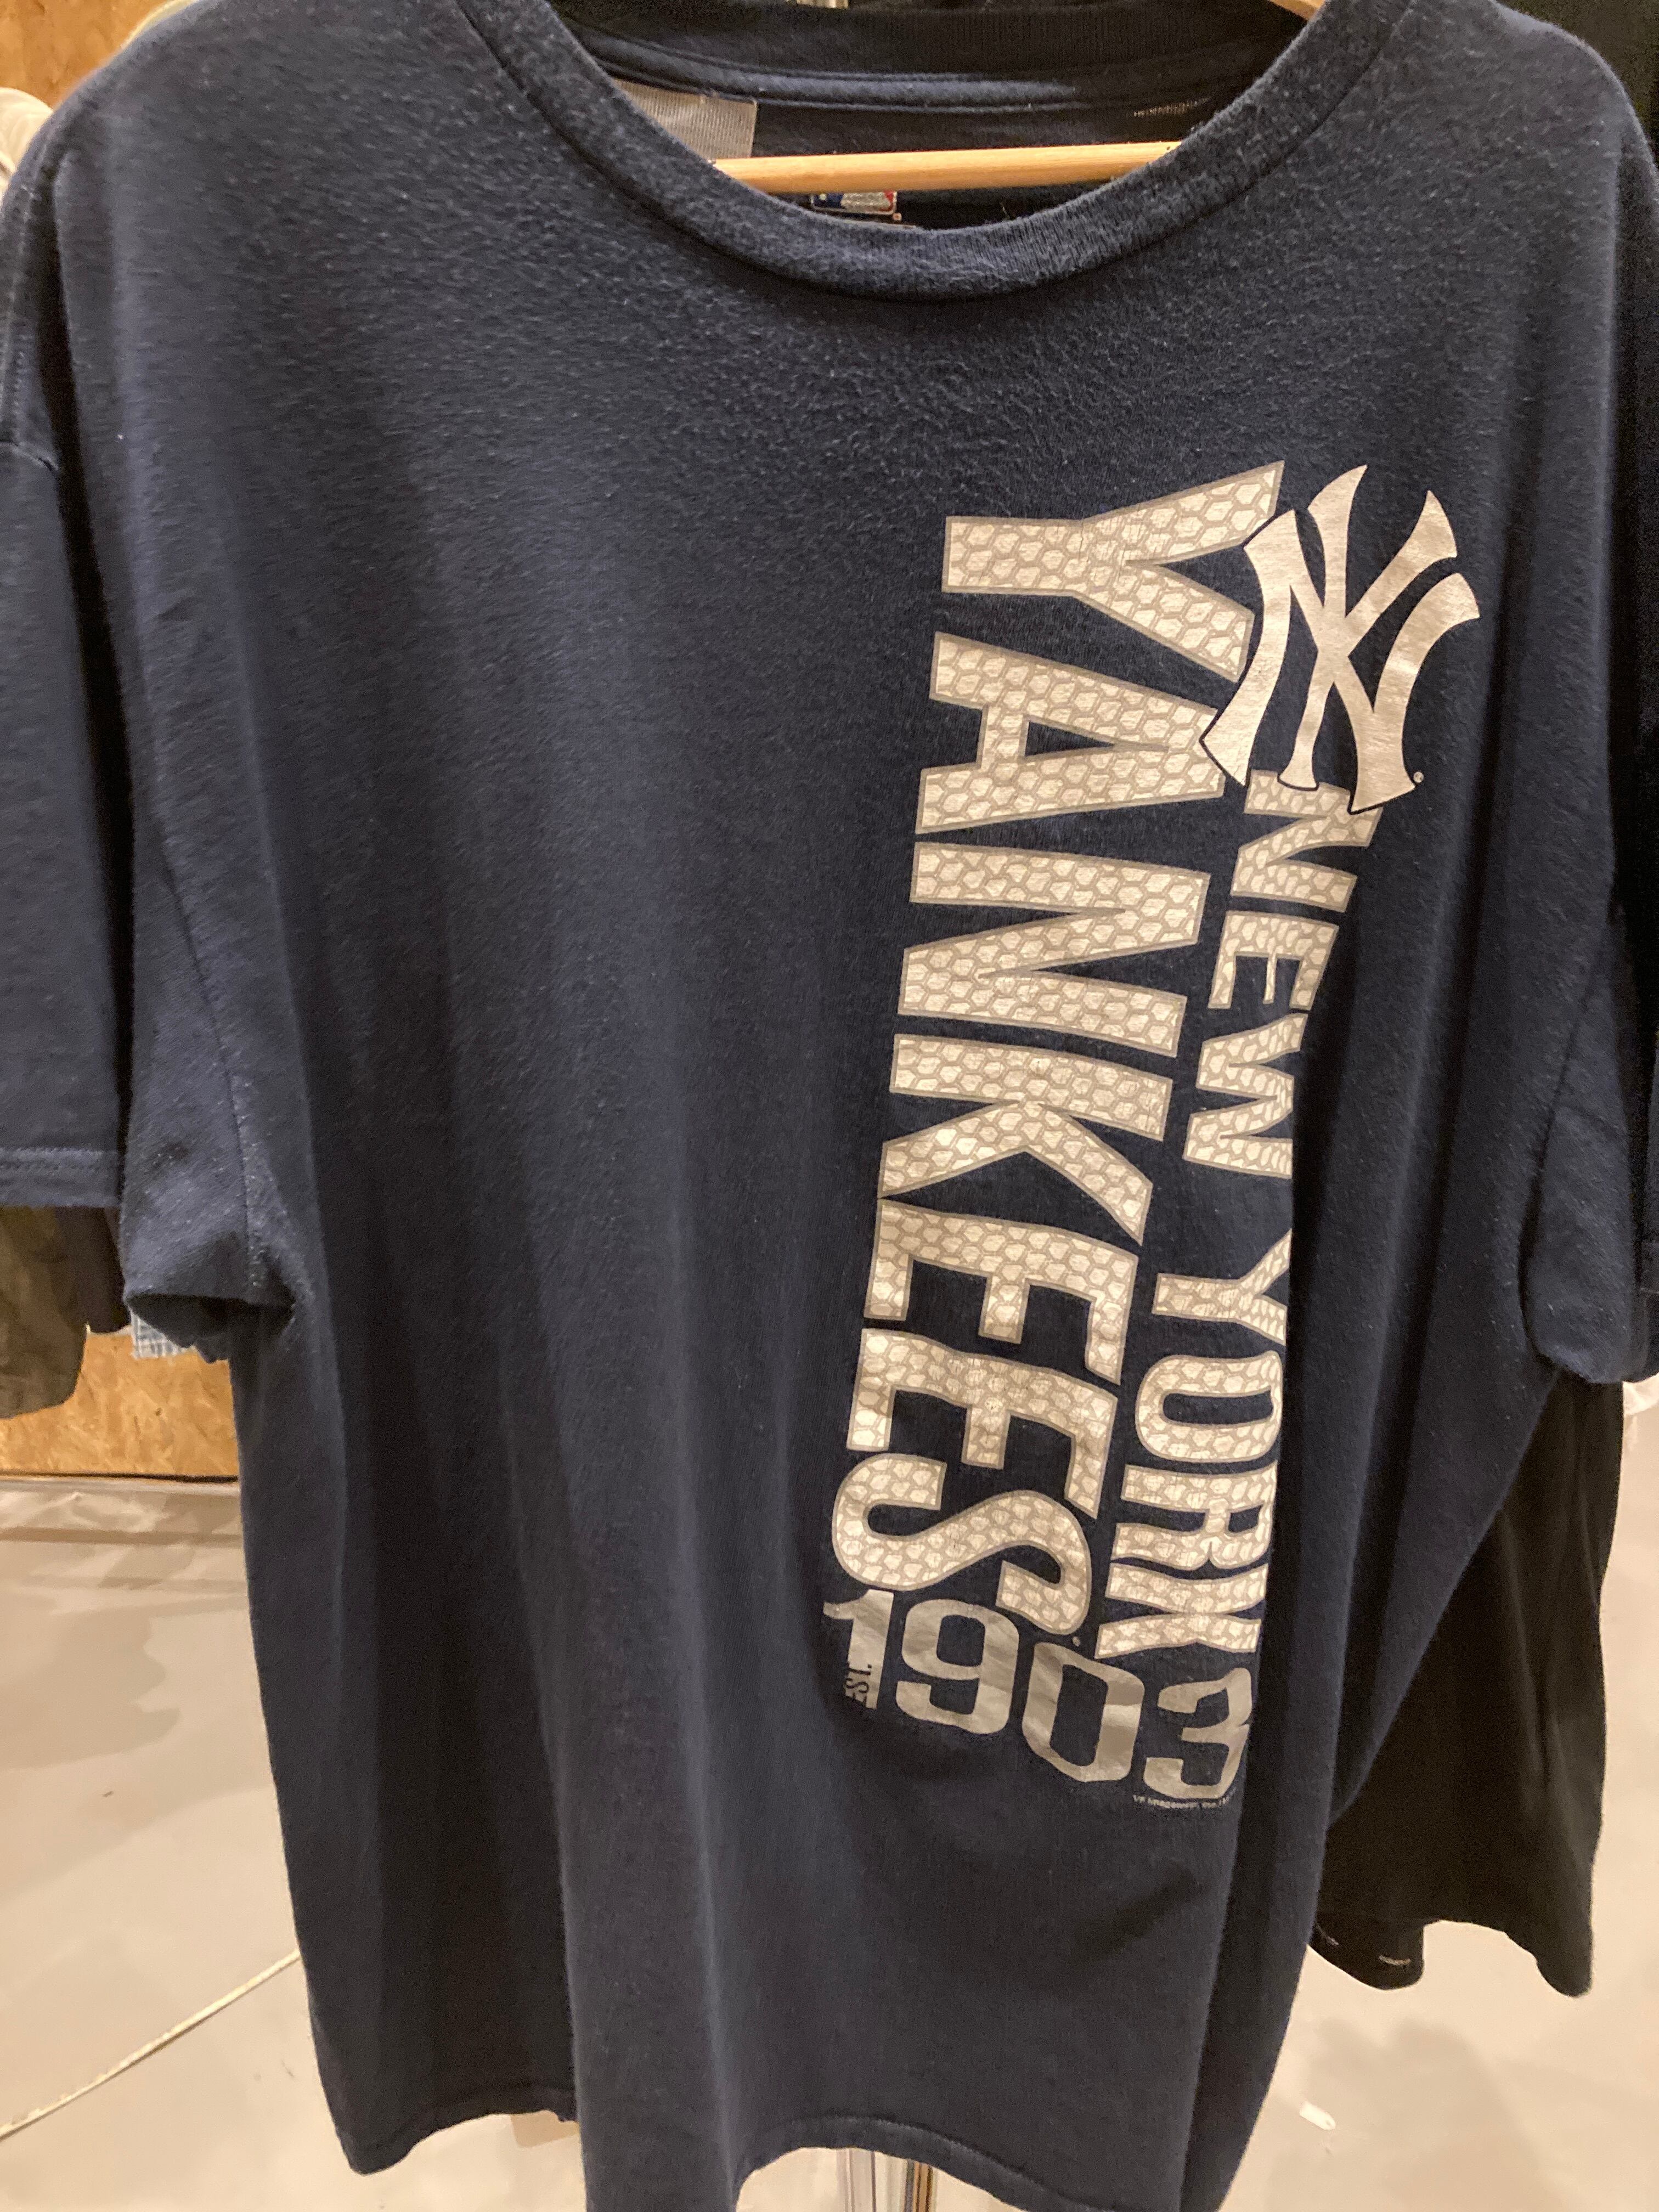 NY
NEW YORK
YANKEES
EST. 1903